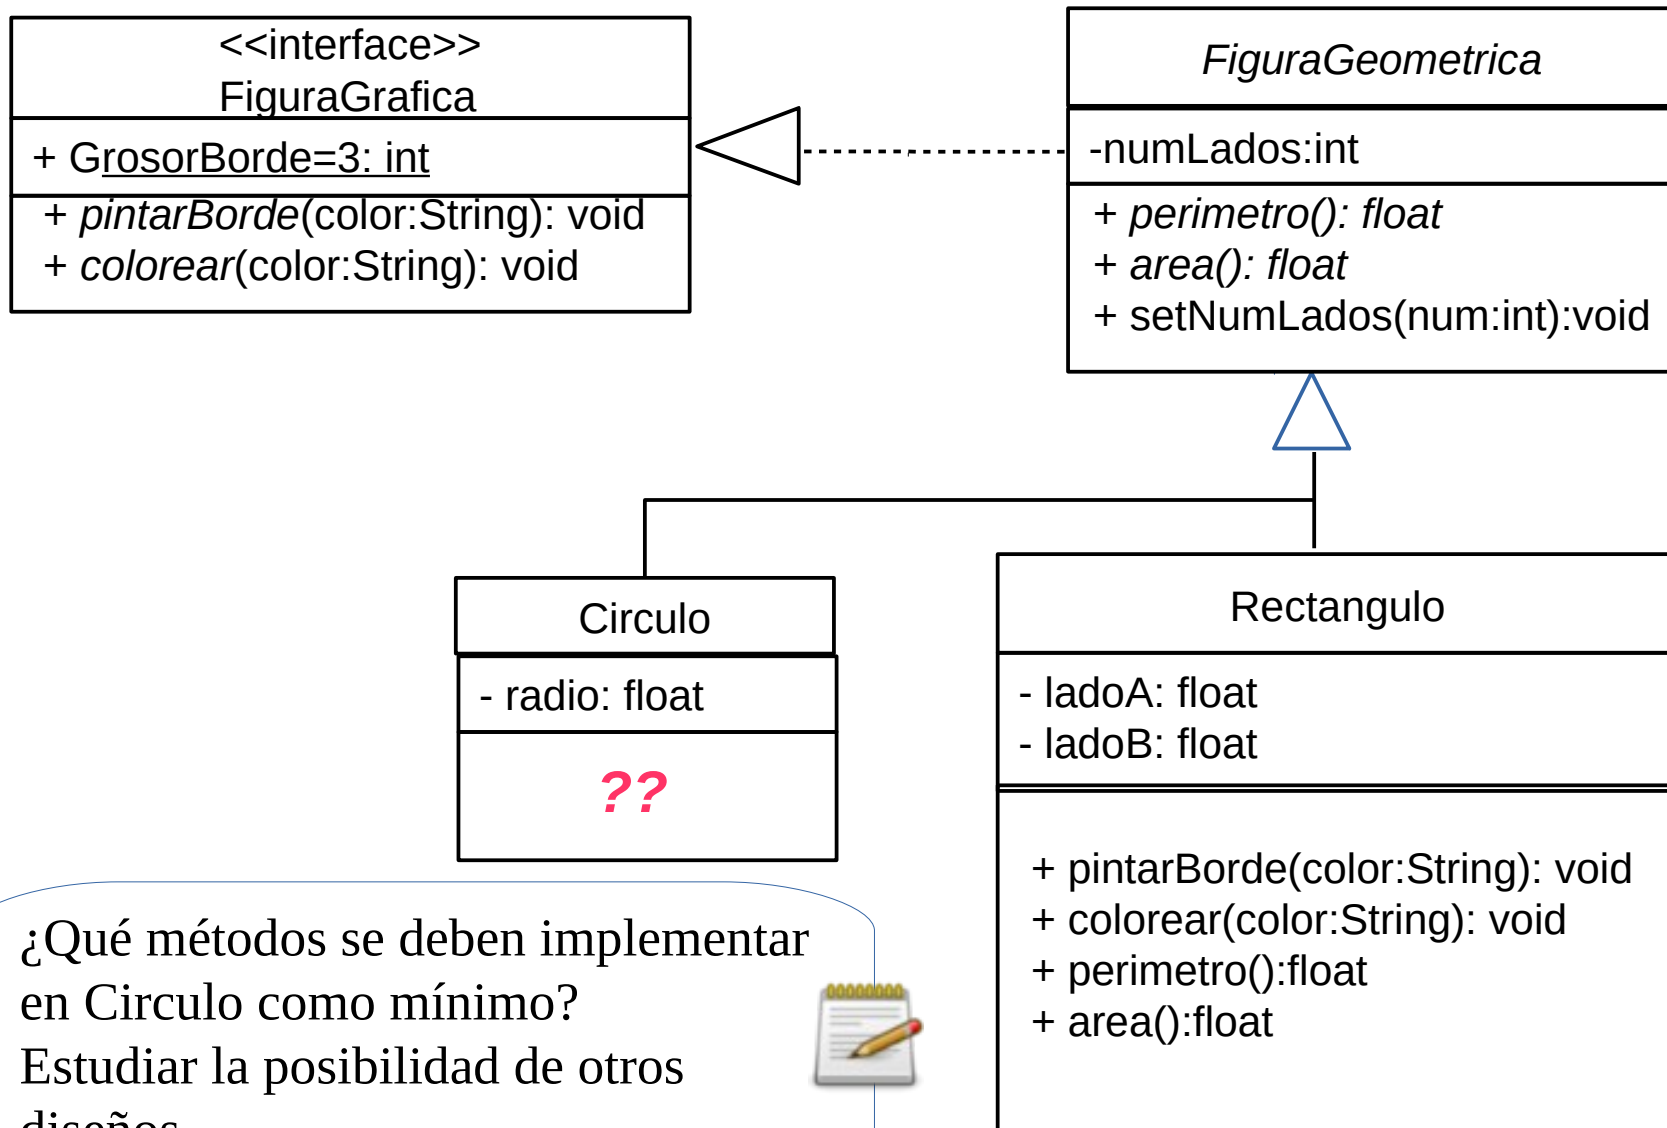 <<interface>>
FiguraGrafica
+ GrosorBorde=3: int
+ pintarBorde(color:String): void
+ colorear(color:String): void
FiguraGeometrica
-numLados:int
+ perimetro(): float
+ area(): float
+ setNumLados(num:int):void
Circulo
- radio: float
??
Rectangulo
- ladoA: float
- ladoB: float
+ pintarBorde(color:String): void
+ colorear(color:String): void
+ perimetro():float
+ area():float
¿Qué métodos se deben implementar
en Circulo como mínimo?
Estudiar la posibilidad de otros
diseños